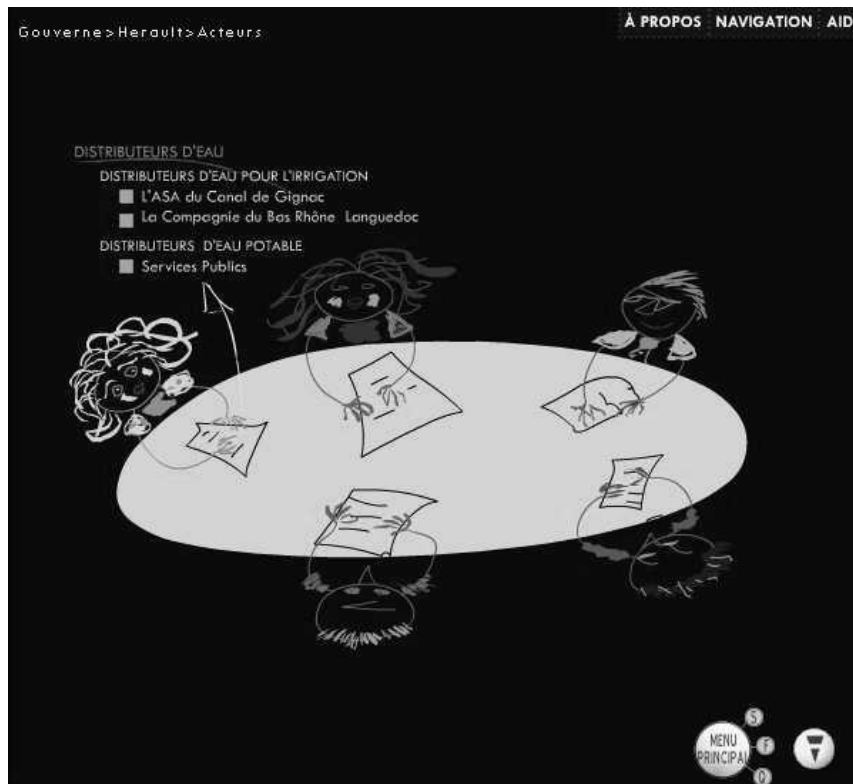 Gouverne>Herault>Acteurs
À PROPOS NAVIGATION AID
DISTRIBUTEURS D'EAU
DISTRIBUTEURS D'EAU POUR L'IRRIGATION
L'ASA du Canal de Gignac
La Compagnie du Bas Rhône Languedoc
DISTRIBUTEURS D'EAU POTABLE
Services Publics
S
MENU
F
PRINCIPAL